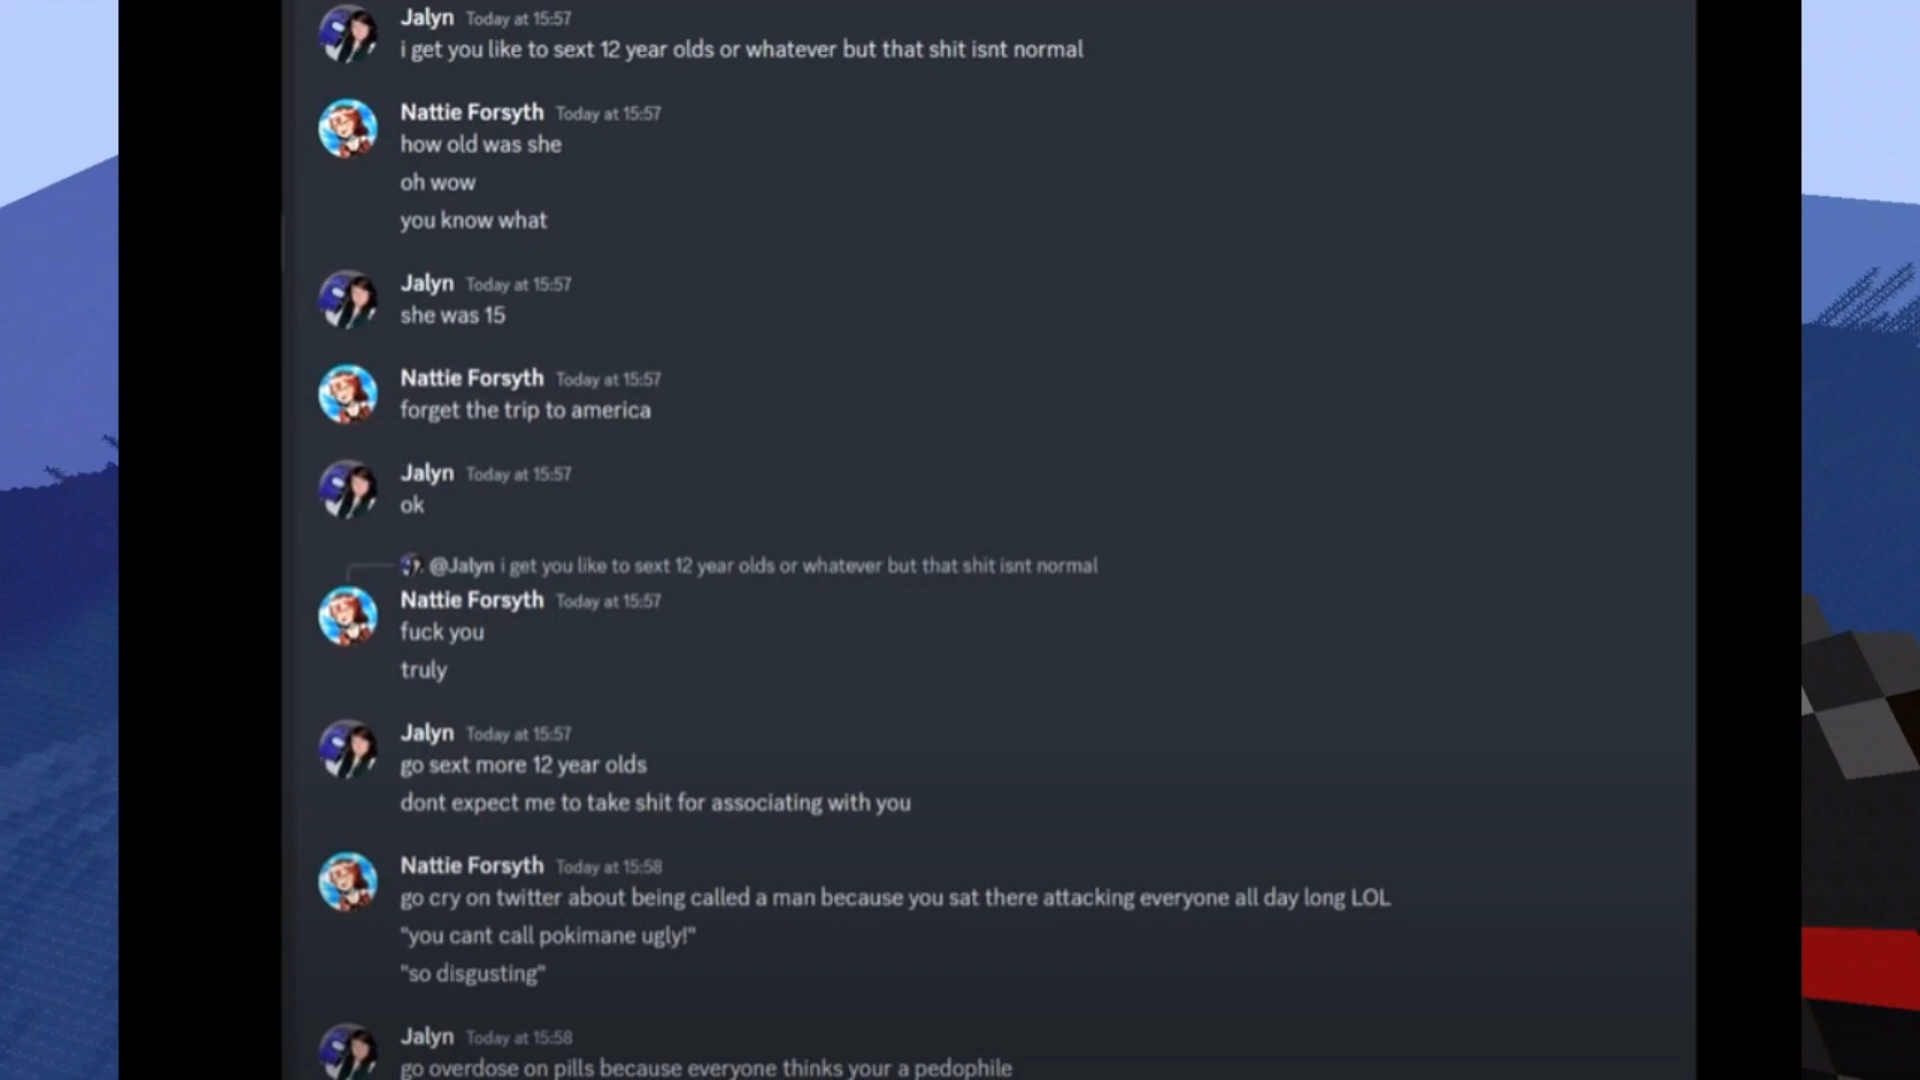 Jalyn Today at 15:57
i get you like to sext 12 year olds or whatever but that shit isnt normal
Nattie Forsyth Today at 15:57
how old was she
oh wow
you know what
Jalyn Today at 15:57
she was 15
Nattie Forsyth Today at 15:57
forget the trip to america
Jalyn Today at 15:57
ok
@Jalyn i get you like to sext 12 year olds or whatever but that shit isnt normal
Nattie Forsyth Today at 15:57
fuck you
truly
Jalyn Today at 15:57
go sext more 12 year olds
dont expect me to take shit for associating with you
Nattie Forsyth Today at 15:58
go cry on twitter about being called a man because you sat there attacking everyone all day long LOL
"you cant call pokimane ugly!"
"so disgusting"
Jalyn Today at 15:58
go overdose on pills because everyone thinks your a pedophile